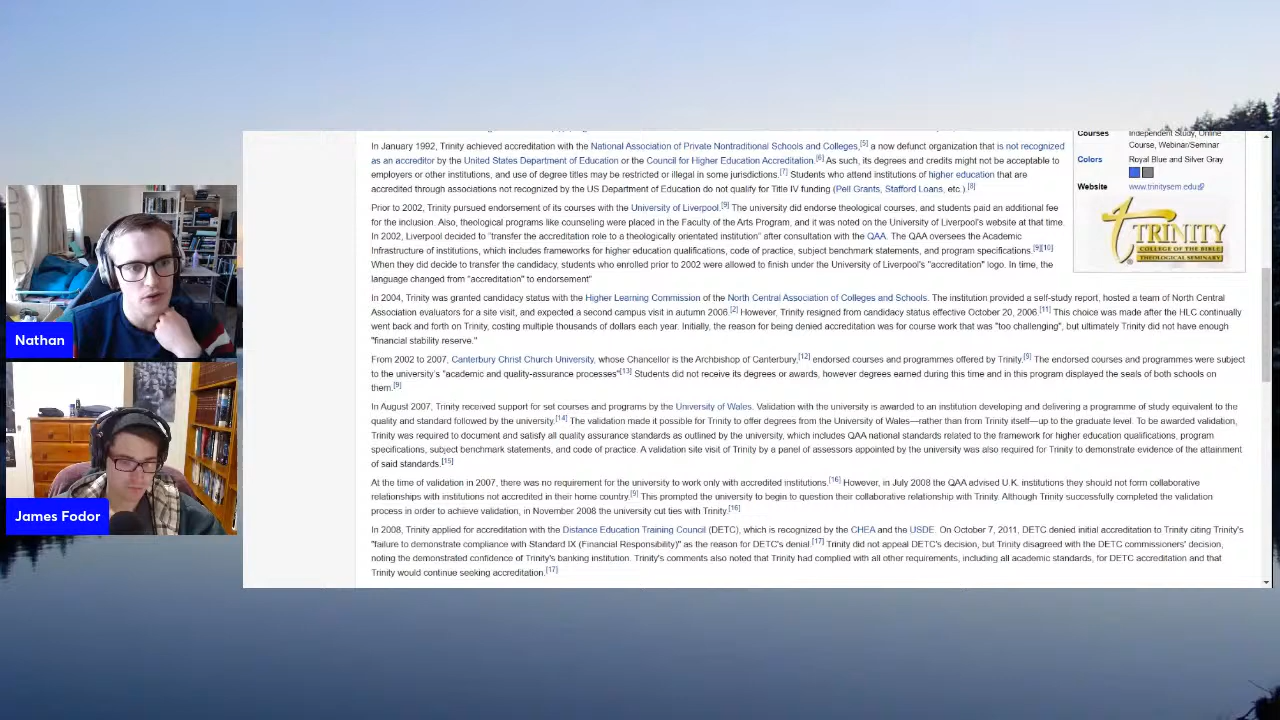 In January 1992, Trinity achieved accreditation with the National Association of Private Nontraditional Schools and Colleges,[5] a now defunct organization that is not recognized
as an accreditor by the United States Department of Education or the Council for Higher Education Accreditation.[6] As such, its degrees and credits might not be acceptable to
employers or other institutions, and use of degree titles may be restricted or illegal in some jurisdictions.[7] Students who attend institutions of higher education that are
accredited through associations not recognized by the US Department of Education do not qualify for Title IV funding (Pell Grants, Stafford Loans, etc.).[8]
Prior to 2002, Trinity pursued endorsement of its courses with the University of Liverpool.[9] The university did endorse theological courses, and students paid an additional fee
for the inclusion. Also, theological programs like counseling were placed in the Faculty of the Arts Program, and it was noted on the University of Liverpool's website at that time.
In 2002, Liverpool decided to "transfer the accreditation role to a theologically orientated institution" after consultation with the QAA. The QAA oversees the Academic
Infrastructure of institutions, which includes frameworks for higher education qualifications, code of practice, subject benchmark statements, and program specifications.[9][10]
When they did decide to transfer the candidacy, students who enrolled prior to 2002 were allowed to finish under the University of Liverpool's "accreditation" logo. In time, the
language changed from "accreditation" to endorsement"
In 2004, Trinity was granted candidacy status with the Higher Learning Commission of the North Central Association of Colleges and Schools. The institution provided a self-study report, hosted a team of North Central
Association evaluators for a site visit, and expected a second campus visit in autumn 2006.[2] However, Trinity resigned from candidacy status effective October 20, 2006.[11] This choice was made after the HLC continually
went back and forth on Trinity, costing multiple thousands of dollars each year. Initially, the reason for being denied accreditation was for course work that was "too challenging", but ultimately Trinity did not have enough
"financial stability reserve."
From 2002 to 2007, Canterbury Christ Church University, whose Chancellor is the Archbishop of Canterbury,[12] endorsed courses and programmes offered by Trinity.[9] The endorsed courses and programmes were subject
to the university's "academic and quality-assurance processes"[13] Students did not receive its degrees or awards, however degrees earned during this time and in this program displayed the seals of both schools on
them.[9]
In August 2007, Trinity received support for set courses and programs by the University of Wales. Validation with the university is awarded to an institution developing and delivering a programme of study equivalent to the
quality and standard followed by the university.[14] The validation made it possible for Trinity to offer degrees from the University of Wales—rather than from Trinity itself—up to the graduate level. To be awarded validation,
Trinity was required to document and satisfy all quality assurance standards as outlined by the university, which includes QAA national standards related to the framework for higher education qualifications, program
specifications, subject benchmark statements, and code of practice. A validation site visit of Trinity by a panel of assessors appointed by the university was also required for Trinity to demonstrate evidence of the attainment
of said standards.[15]
At the time of validation in 2007, there was no requirement for the university to work only with accredited institutions.[16] However, in July 2008 the QAA advised U.K. institutions they should not form collaborative
relationships with institutions not accredited in their home country.[9] This prompted the university to begin to question their collaborative relationship with Trinity. Although Trinity successfully completed the validation
process in order to achieve validation, in November 2008 the university cut ties with Trinity.[16]
In 2008, Trinity applied for accreditation with the Distance Education Training Council (DETC), which is recognized by the CHEA and the USDE. On October 7, 2011, DETC denied initial accreditation to Trinity citing Trinity's
"failure to demonstrate compliance with Standard IX (Financial Responsibility)" as the reason for DETC's denial.[17] Trinity did not appeal DETC's decision, but Trinity disagreed with the DETC commissioners' decision,
noting the demonstrated confidence of Trinity's banking institution. Trinity's comments also noted that Trinity had complied with all other requirements, including all academic standards, for DETC accreditation and that
Trinity would continue seeking accreditation.[17]
Courses Independent Study, Online
Course, Webinar/Seminar
Colors Royal Blue and Silver Gray
Website www.trinitysem.edu
TRINITY
COLLEGE OF THE BIBLE
THEOLOGICAL SEMINARY
Nathan
James Fodor